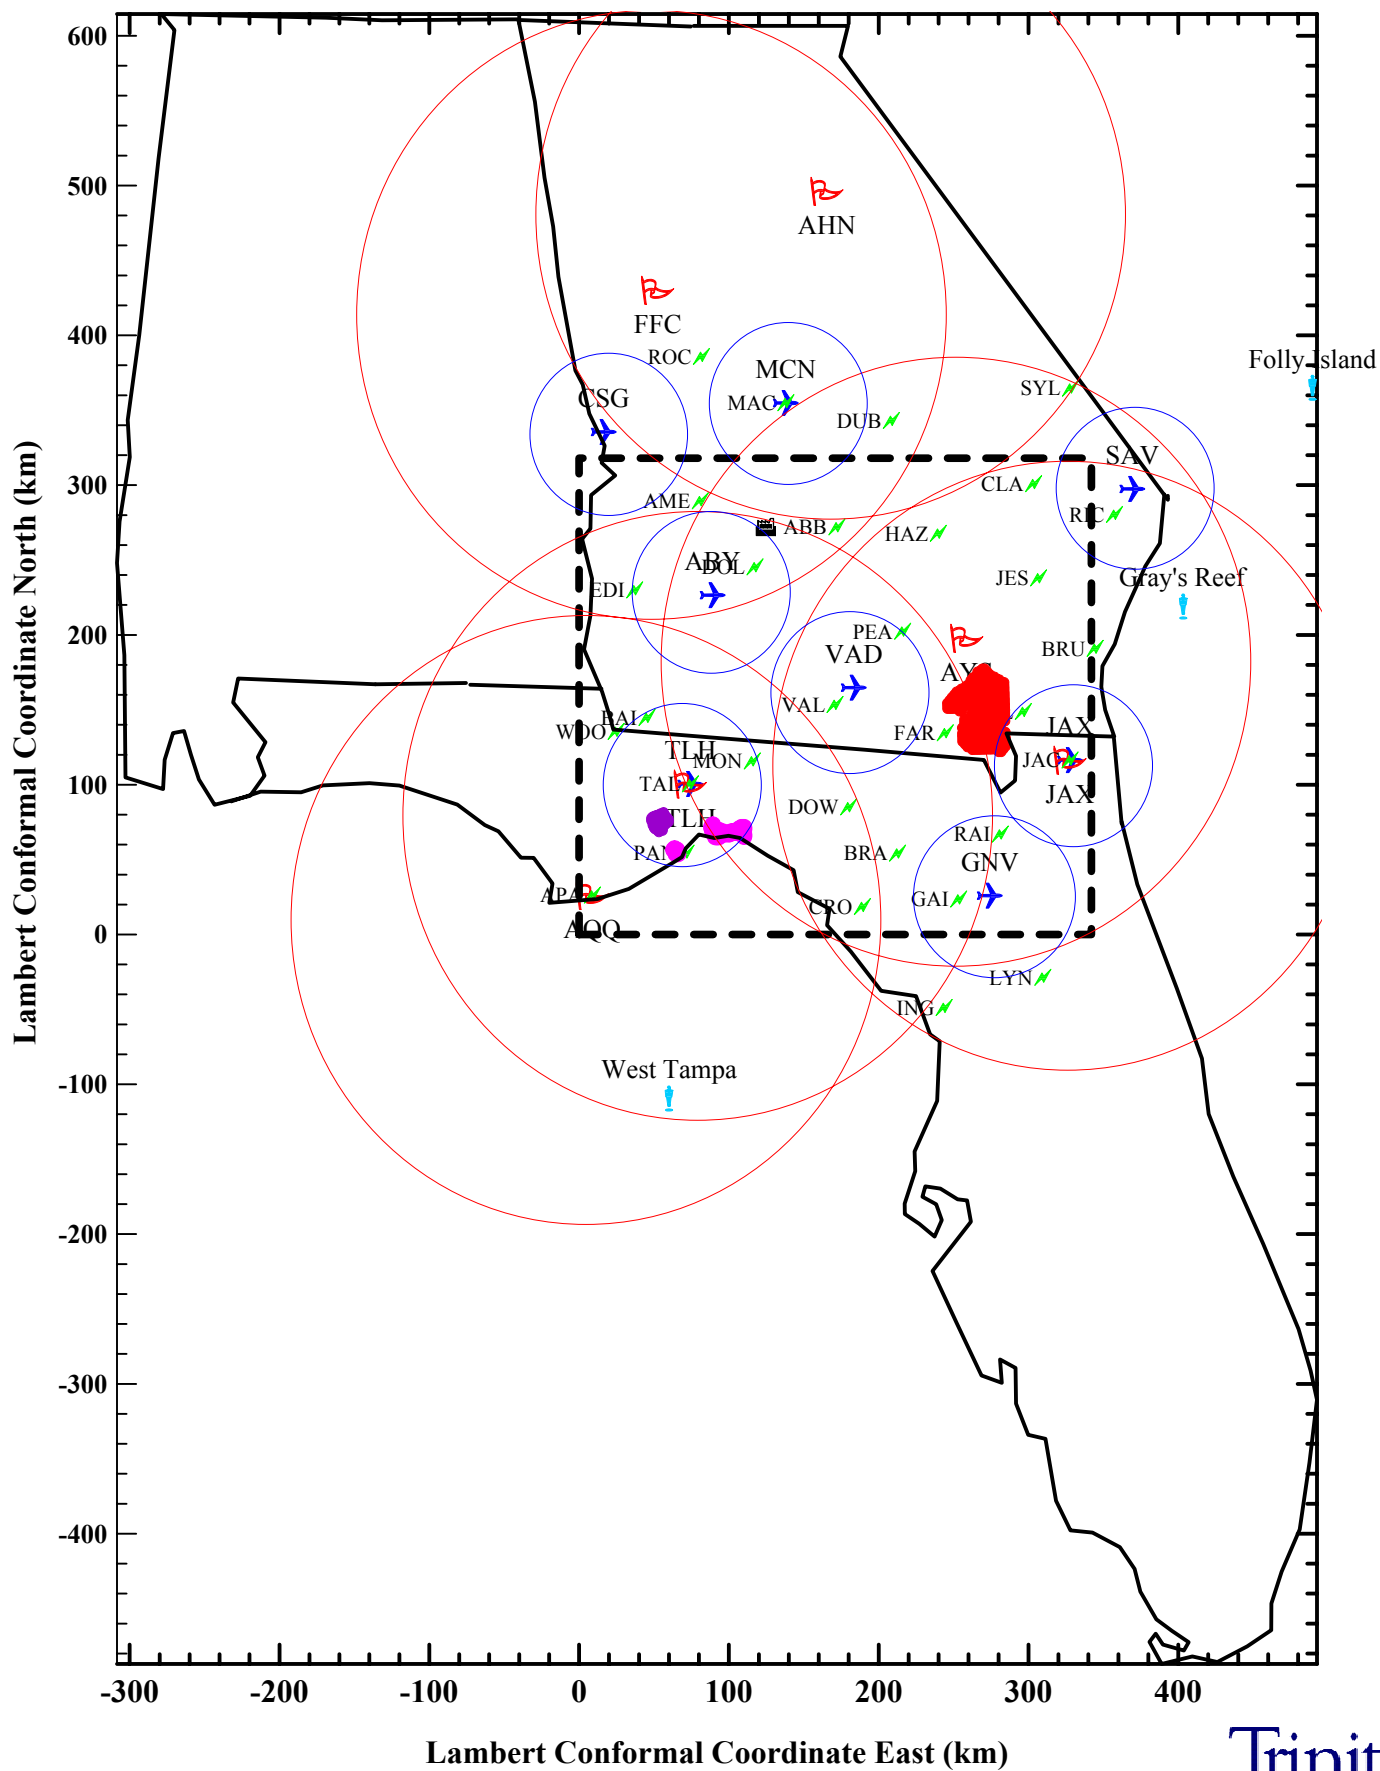 600
500
AHN
FFC
400
Folly Island
ROC
MCN
SYL
CSG
MAC
DUB
SAV
300
CLA
AME
RIC
ABB
HAZ
ABY
DOL
JES
Gray's Reef
EDI
200
PEA
BRU
VAD
VAL
BAI
JAX
WOO
FAR
TLH
MON
JAC
100
TAL
JAX
DOW
TLH
RAI
PAN
BRA
GNV
APA
GAI
CRO
AQQ
0
LYN
ING
West Tampa
-100
-200
-300
-400
-300
-200
-100
0
100
200
300
400
Lambert Conformal Coordinate North (km)
Lambert Conformal Coordinate East (km)